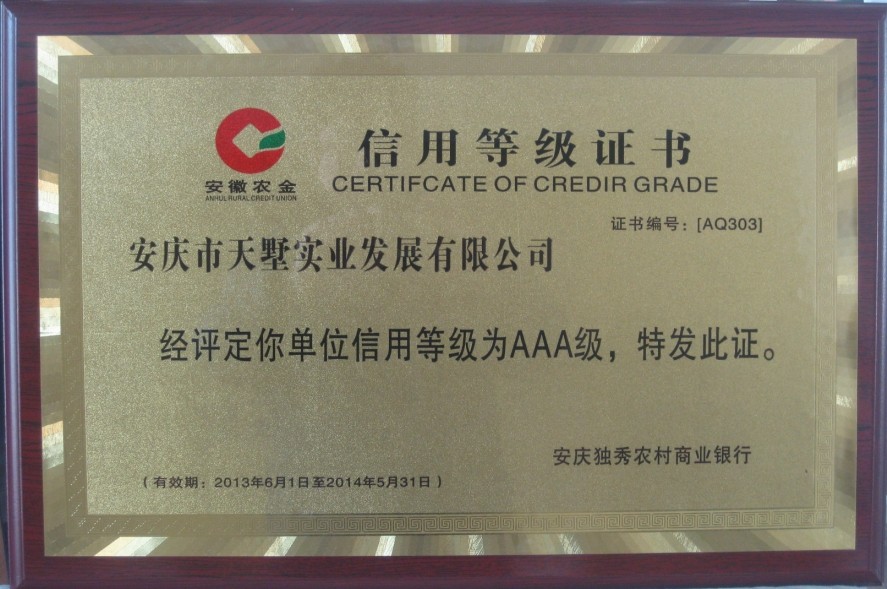 信用等级证书
CERTIFCATE OF CREDIR GRADE
安徽农金
ANHUI RURAL CREDIT UNION
证书编号：[AQ303]
安庆市天墅实业发展有限公司
经评定你单位信用等级为AAA级，特发此证。
安庆独秀农村商业银行
（有效期：2013年6月1日至2014年5月31日）